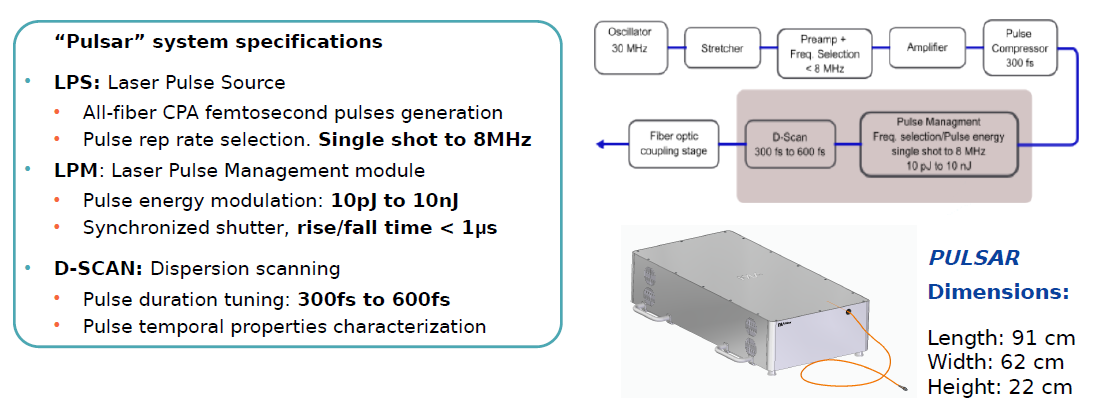 “Pulsar” system specifications
• LPS: Laser Pulse Source
• All-fiber CPA femtosecond pulses generation
• Pulse rep rate selection. Single shot to 8MHz
• LPM: Laser Pulse Management module
• Pulse energy modulation: 10pJ to 10nJ
• Synchronized shutter, rise/fall time < 1µs
• D-SCAN: Dispersion scanning
• Pulse duration tuning: 300fs to 600fs
• Pulse temporal properties characterization
Oscillator
30 MHz
Stretcher
Preamp +
Freq. Selection
< 8 MHz
Amplifier
Pulse
Compressor
300 fs
Pulse Managment
Freq. selection/Pulse energy
single shot to 8 MHz
10 pJ to 10 nJ
D-Scan
300 fs to 600 fs
Fiber optic
coupling stage
PULSAR
Dimensions:
Length: 91 cm
Width: 62 cm
Height: 22 cm